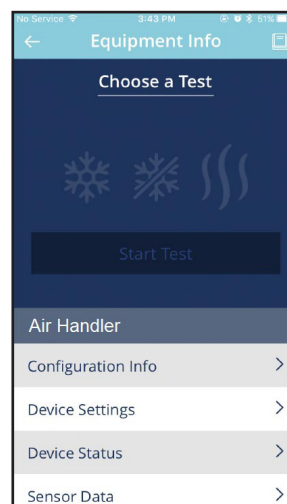 No Service 3:43 PM 51%
Equipment Info
Choose a Test
Start Test
Air Handler
Configuration Info
Device Settings
Device Status
Sensor Data